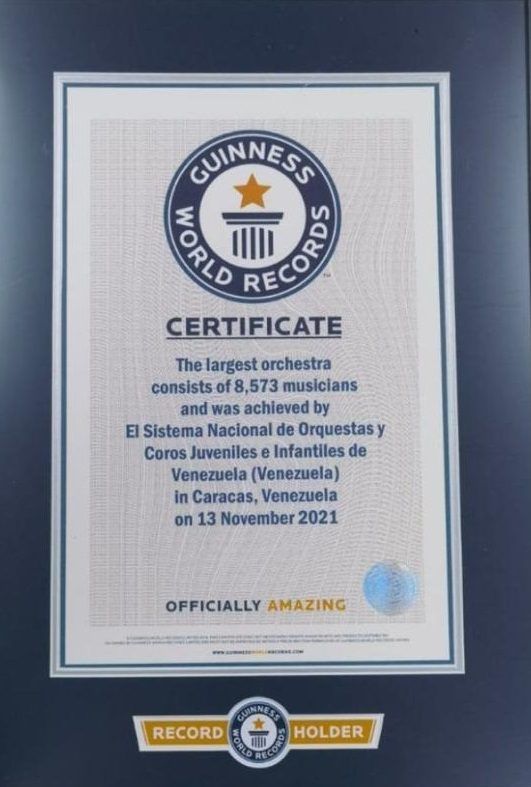 GUINNESS
WORLD RECORDS
TM
CERTIFICATE
The largest orchestra
consists of 8,573 musicians
and was achieved by
El Sistema Nacional de Orquestas y
Coros Juveniles e Infantiles de
Venezuela (Venezuela)
in Caracas, Venezuela
on 13 November 2021
OFFICIALLY AMAZING
WWW.GUINNESSWORLDRECORDS.COM
RECORD HOLDER
GUINNESS
WORLD RECORDS